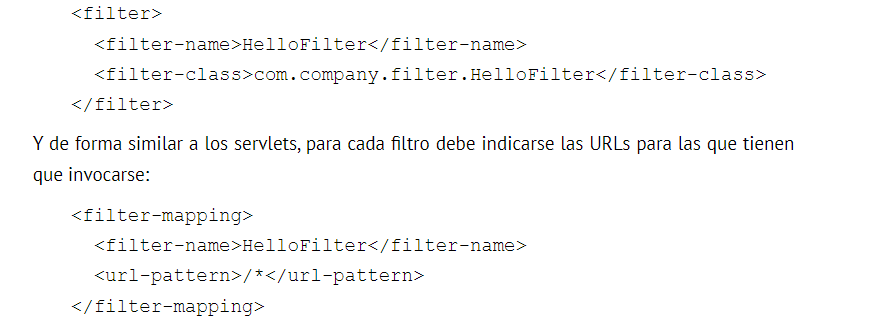 <filter>
<filter-name>HelloFilter</filter-name>
<filter-class>com.company.filter.HelloFilter</filter-class>
</filter>
Y de forma similar a los servlets, para cada filtro debe indicarse las URLs para las que tienen
que invocarse:
<filter-mapping>
<filter-name>HelloFilter</filter-name>
<url-pattern>/*</url-pattern>
</filter-mapping>